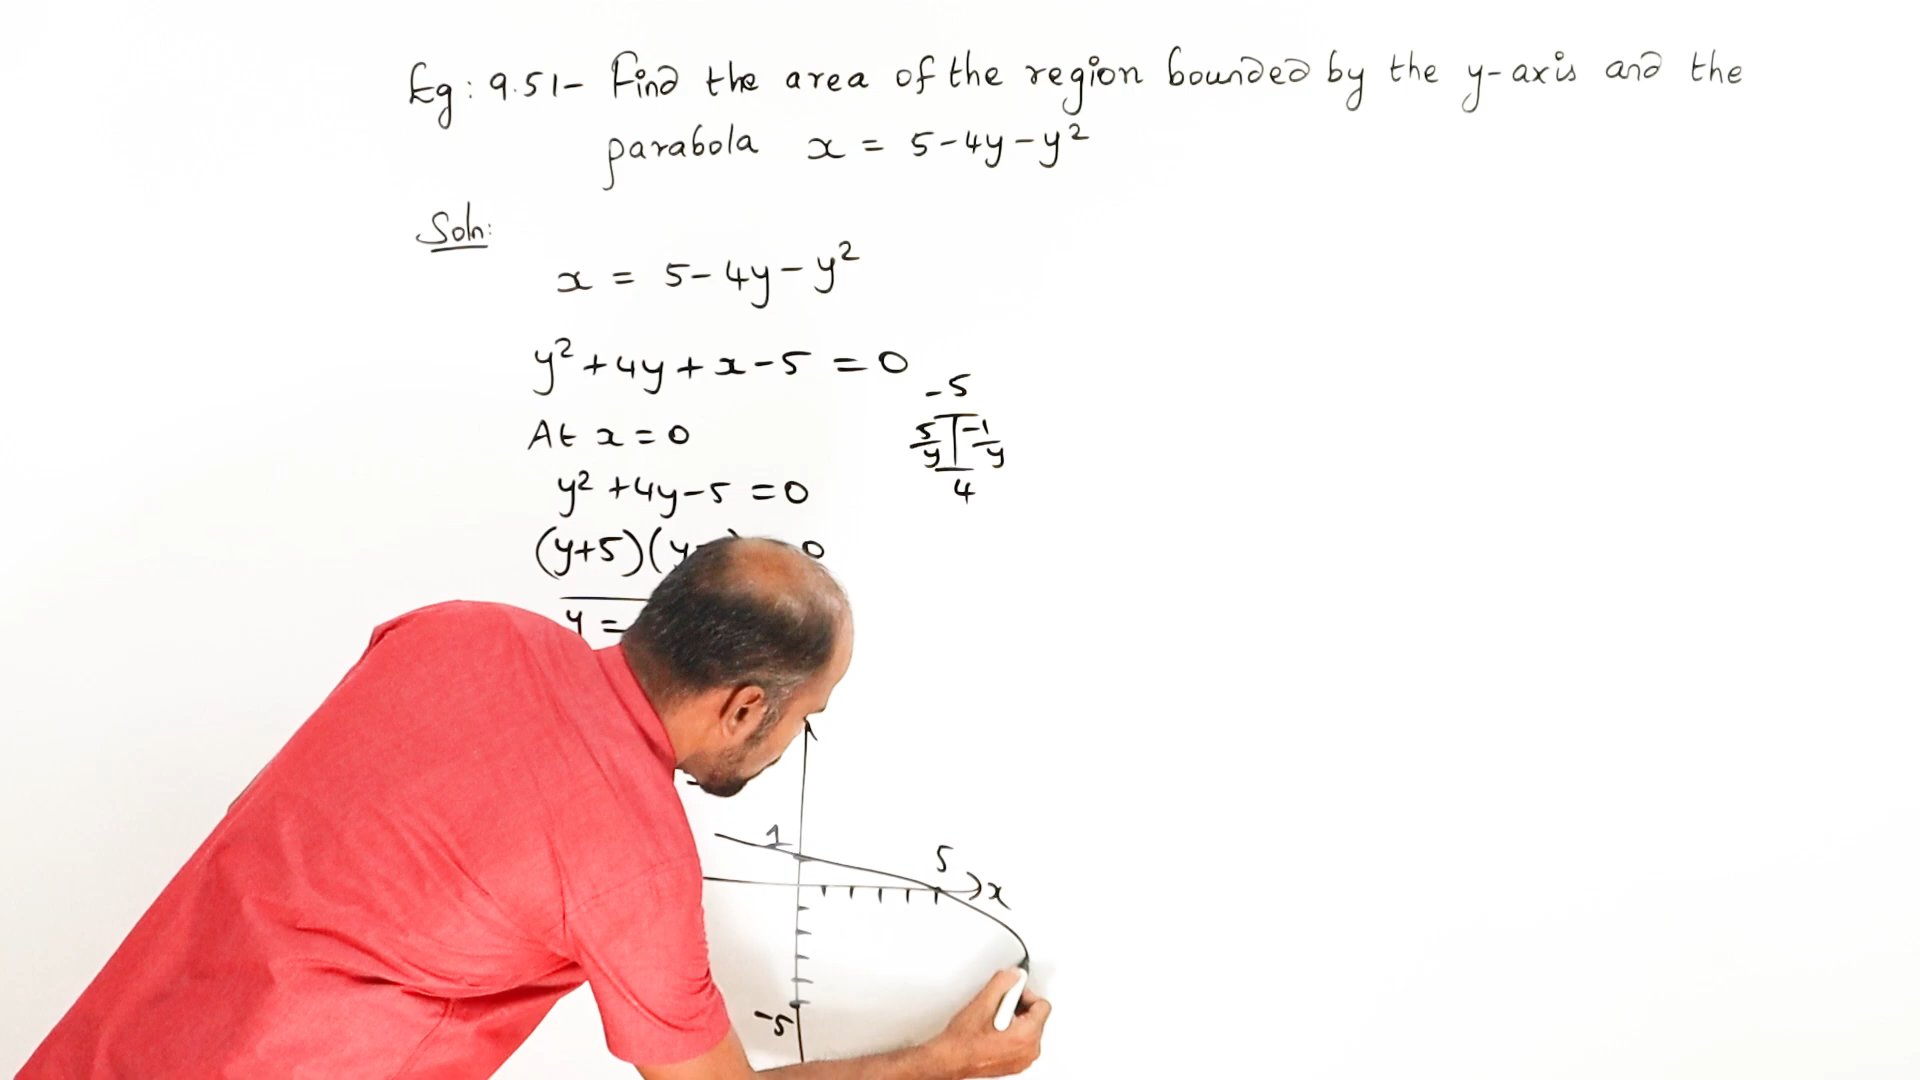 Eg: 9.51- Find the area of the region bounded by the y-axis and the
parabola x = 5-4y-y²
Soln:
x = 5-4y-y²
y²+4y+x-5 = 0
-5
At x=0
5/y | -1/y
y²+4y-5 = 0
4
(y+5)(y- 0
y =
1
5
x
-5